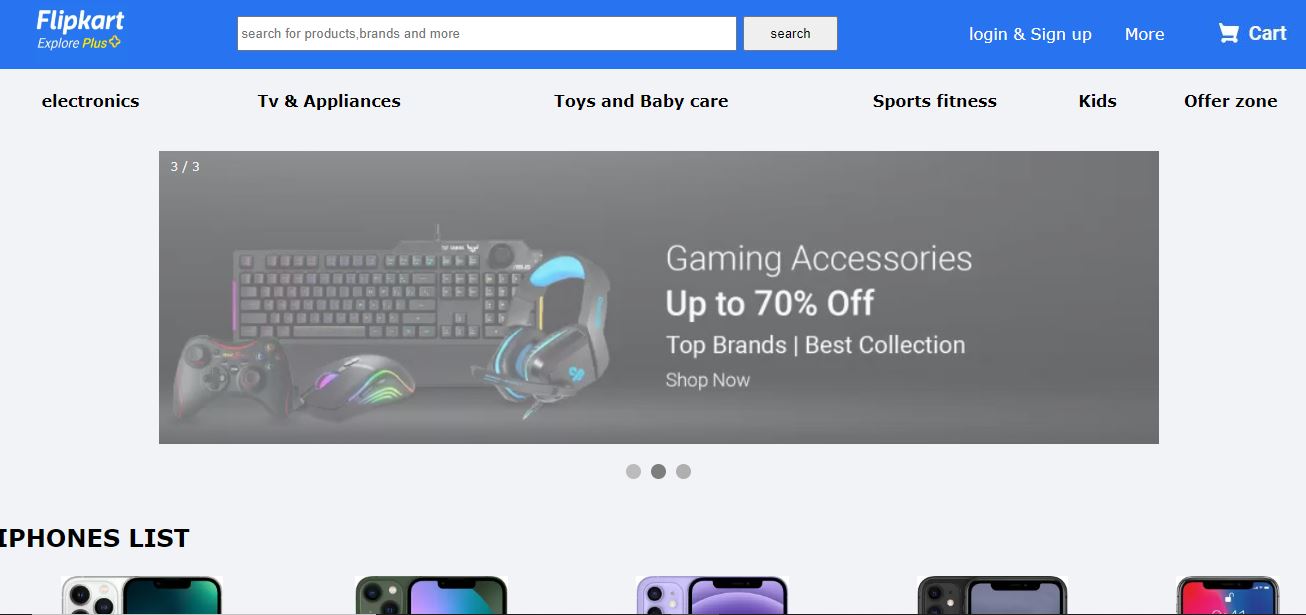 Flipkart
Explore Plus
search for products,brands and more
search
login & Sign up
More
Cart
electronics
Tv & Appliances
Toys and Baby care
Sports fitness
Kids
Offer zone
3 / 3
Gaming Accessories
Up to 70% Off
Top Brands | Best Collection
Shop Now
IPHONES LIST